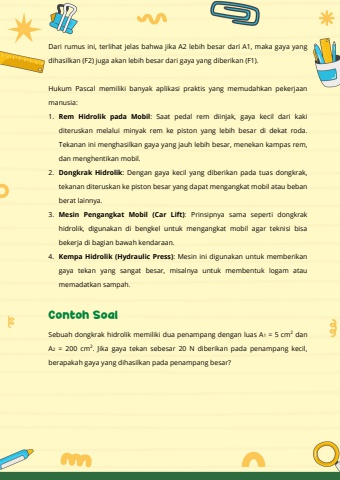 Dari rumus ini, terlihat jelas bahwa jika A2 lebih besar dari A1, maka gaya yang
dihasilkan (F2) juga akan lebih besar dari gaya yang diberikan (F1).
Hukum Pascal memiliki banyak aplikasi praktis yang memudahkan pekerjaan
manusia:
1. Rem Hidrolik pada Mobil: Saat pedal rem diinjak, gaya kecil dari kaki
diteruskan melalui minyak rem ke piston yang lebih besar di dekat roda.
Tekanan ini menghasilkan gaya yang jauh lebih besar, menekan kampas rem,
dan menghentikan mobil.
2. Dongkrak Hidrolik: Dengan gaya kecil yang diberikan pada tuas dongkrak,
tekanan diteruskan ke piston besar yang dapat mengangkat mobil atau beban
berat lainnya.
3. Mesin Pengangkat Mobil (Car Lift): Prinsipnya sama seperti dongkrak
hidrolik, digunakan di bengkel untuk mengangkat mobil agar teknisi bisa
bekerja di bagian bawah kendaraan.
4. Kempa Hidrolik (Hydraulic Press): Mesin ini digunakan untuk memberikan
gaya tekan yang sangat besar, misalnya untuk membentuk logam atau
memadatkan sampah.
Contoh Soal
Sebuah dongkrak hidrolik memiliki dua penampang dengan luas A₁ = 5 cm² dan
A₂ = 200 cm². Jika gaya tekan sebesar 20 N diberikan pada penampang kecil,
berapakah gaya yang dihasilkan pada penampang besar?